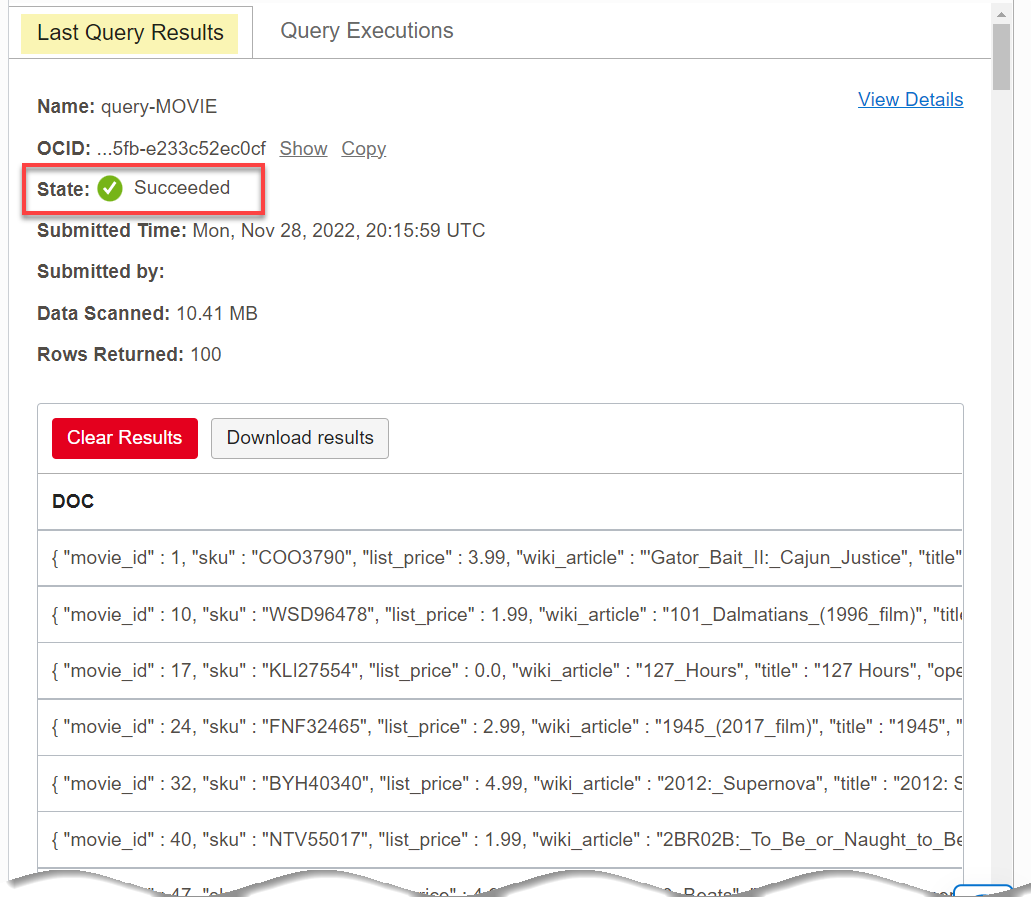 Last Query Results
Query Executions
Name: query-MOVIE
View Details
OCID: ...5fb-e233c52ec0cf Show Copy
State: Succeeded
Submitted Time: Mon, Nov 28, 2022, 20:15:59 UTC
Submitted by:
Data Scanned: 10.41 MB
Rows Returned: 100
Clear Results
Download results
DOC
{ "movie_id" : 1, "sku" : "COO3790", "list_price" : 3.99, "wiki_article" : "'Gator_Bait_II:_Cajun_Justice", "title"
{ "movie_id" : 10, "sku" : "WSD96478", "list_price" : 1.99, "wiki_article" : "101_Dalmatians_(1996_film)", "title
{ "movie_id" : 17, "sku" : "KLI27554", "list_price" : 0.0, "wiki_article" : "127_Hours", "title" : "127 Hours", "ope
{ "movie_id" : 24, "sku" : "FNF32465", "list_price" : 2.99, "wiki_article" : "1945_(2017_film)", "title" : "1945", "
{ "movie_id" : 32, "sku" : "BYH40340", "list_price" : 4.99, "wiki_article" : "2012:_Supernova", "title" : "2012: S
{ "movie_id" : 40, "sku" : "NTV55017", "list_price" : 1.99, "wiki_article" : "2BR02B:_To_Be_or_Naught_to_Be